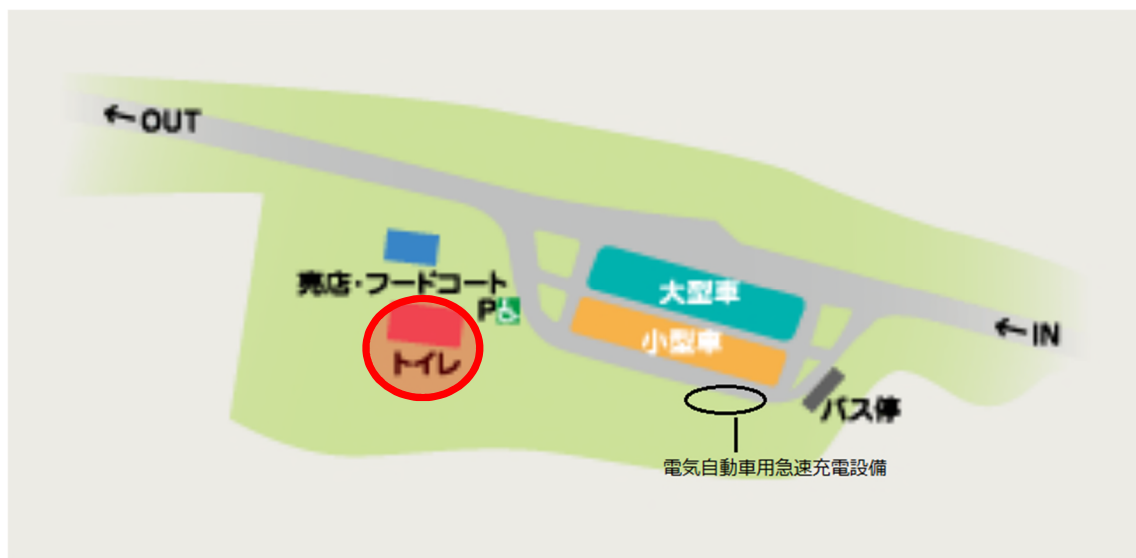 ←OUT
売店・フードコート
P
トイレ
大型車
小型車
←IN
バス停
電気自動車用急速充電設備